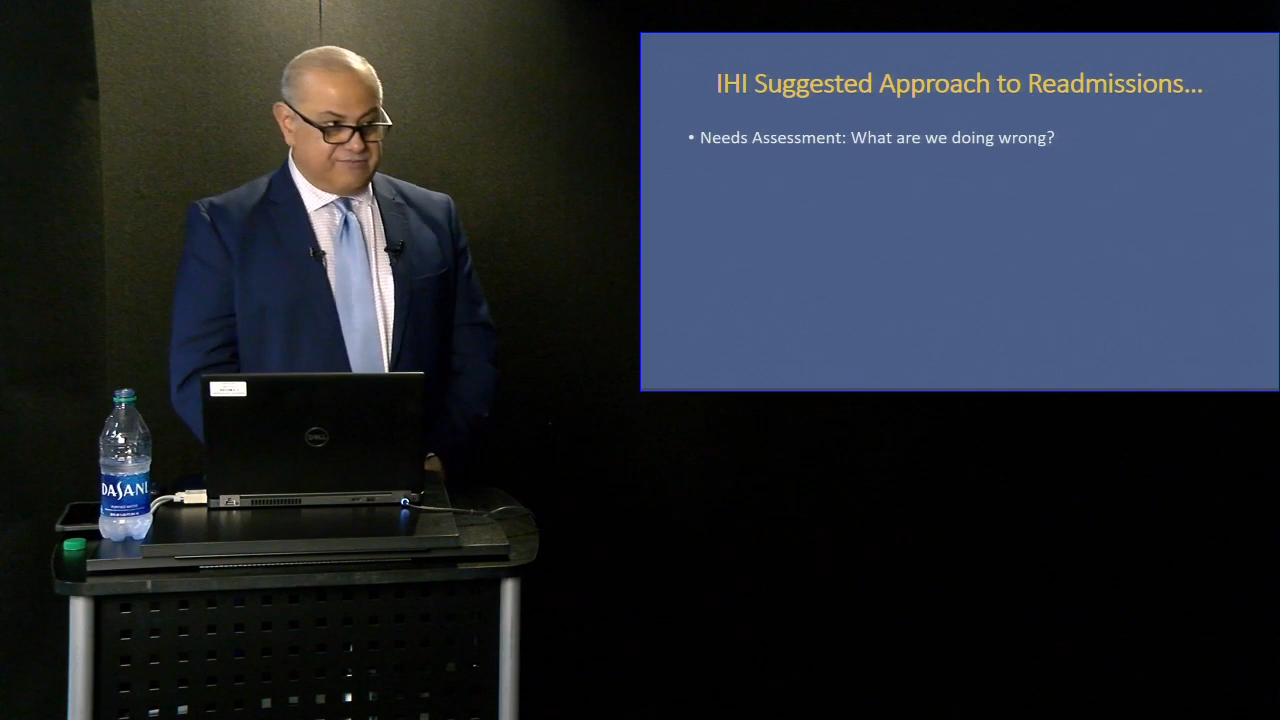 IHI Suggested Approach to Readmissions...
• Needs Assessment: What are we doing wrong?
DELL
DASANI